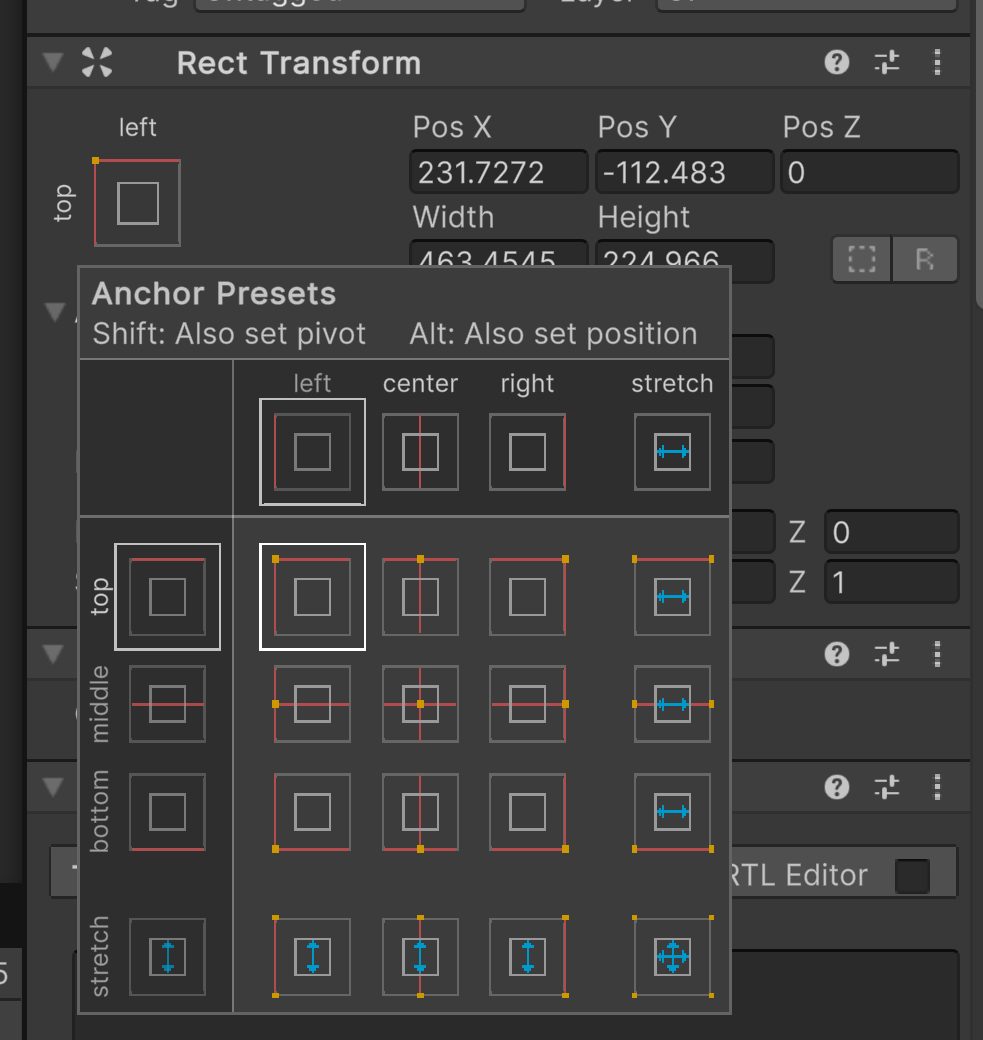 Rect Transform
left
top
Pos X Pos Y Pos Z
231.7272 -112.483 0
Width Height
463.4545 224.966
R
Anchor Presets
Shift: Also set pivot Alt: Also set position
left center right stretch
top
middle
bottom
stretch
Z 0
Z 1
RTL Editor
5